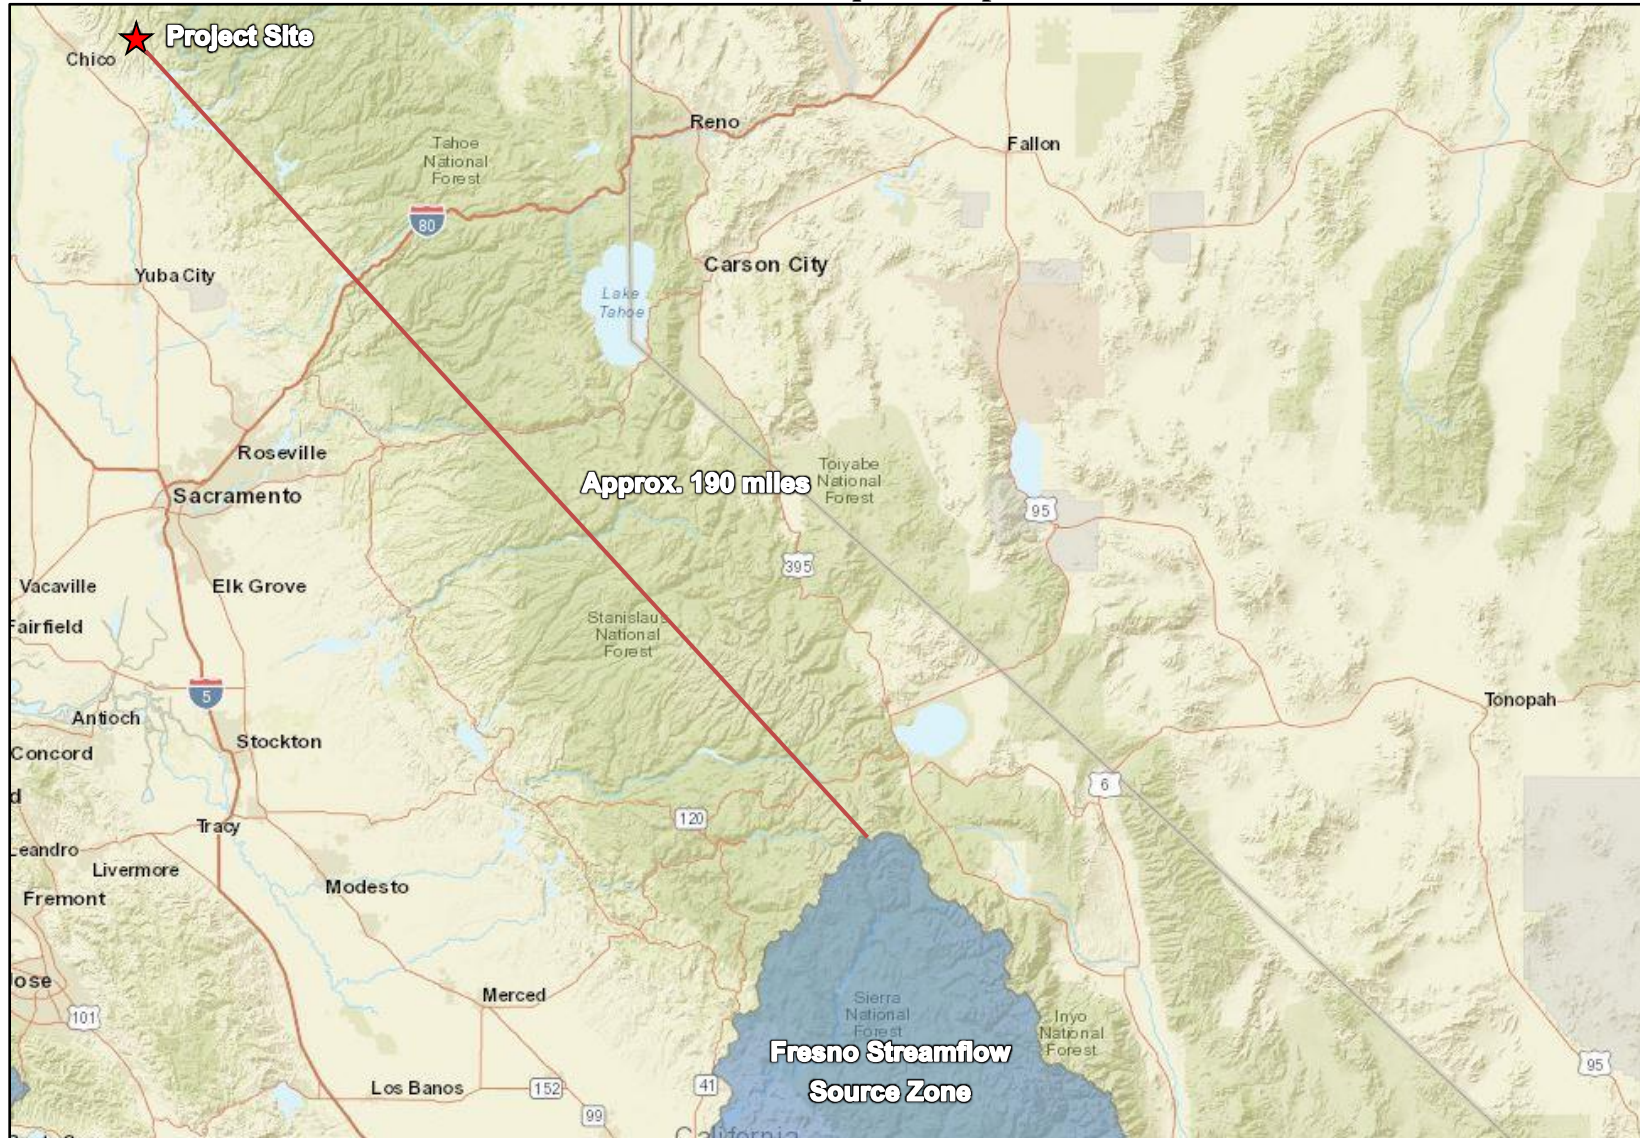 Project Site
Chico
Reno
Fallon
Tahoe
National
Forest
80
Carson City
Yuba City
Lake
Tahoe
Roseville
Sacramento
Approx. 190 miles
Toiyabe
National
Forest
95
395
Vacaville
Elk Grove
Fairfield
Stanislaus
National
Forest
5
Antioch
Stockton
Concord
Tonopah
6
d
120
Tracy
Leandro
Livermore
Modesto
Fremont
lose
Merced
101
Sierra
National
Forest
Inyo
National
Forest
Fresno Streamflow
Source Zone
95
Los Banos
152
41
99
California